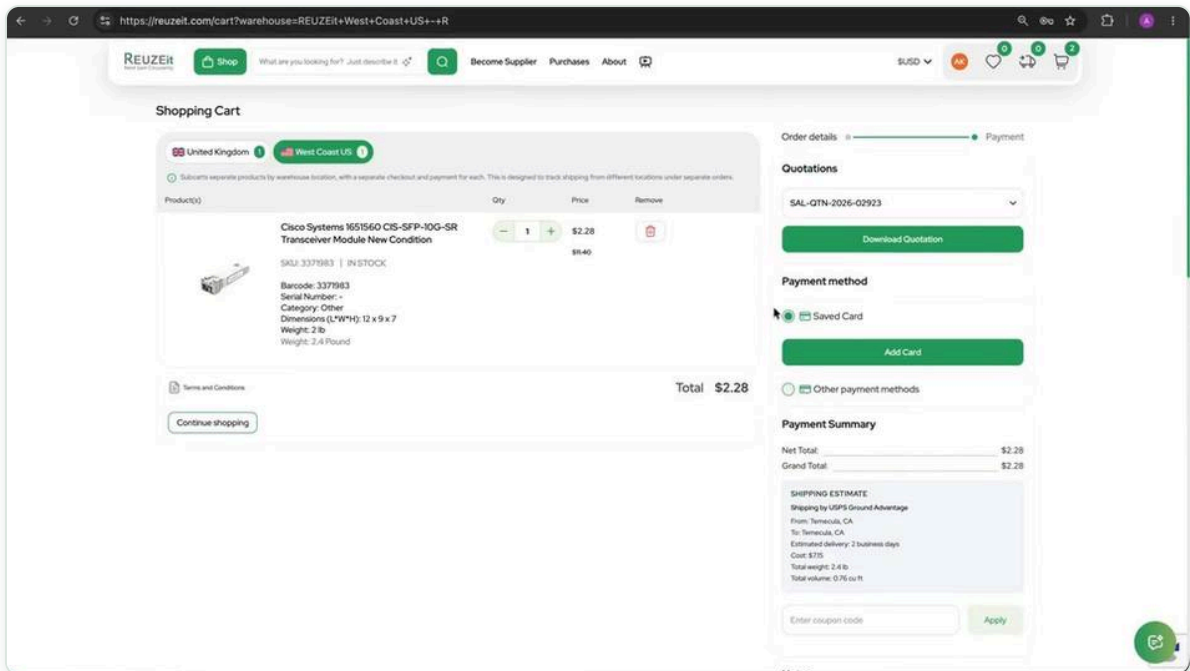 https://reuzeit.com/cart?warehouse=REUZEit+West+Coast+US+-+R
REUZEit
Shop
What are you looking for? Just describe it
Become Supplier
Purchases
About
$USD
AK
0
0
2
Shopping Cart
United Kingdom 1
West Coast US 1
Subcarts separate products by warehouse location, with a separate checkout and payment for each. This is designed to track shipping from different locations under separate orders.
Product(s) Qty Price Remove
Cisco Systems 1651560 CIS-SFP-10G-SR
Transceiver Module New Condition
− 1 + $2.28
$11.40
SKU: 3371983 | IN STOCK
Barcode: 3371983
Serial Number: -
Category: Other
Dimensions (L*W*H): 12 x 9 x 7
Weight: 2 lb
Weight: 2.4 Pound
Terms and Conditions
Total $2.28
Continue shopping
Order details
Payment
Quotations
SAL-QTN-2026-02923
Download Quotation
Payment method
Saved Card
Add Card
Other payment methods
Payment Summary
Net Total: $2.28
Grand Total: $2.28
SHIPPING ESTIMATE
Shipping by USPS Ground Advantage
From: Temecula, CA
To: Temecula, CA
Estimated delivery: 2 business days
Cost: $7.15
Total weight: 2.4 lb
Total volume: 0.76 cu ft
Enter coupon code
Apply